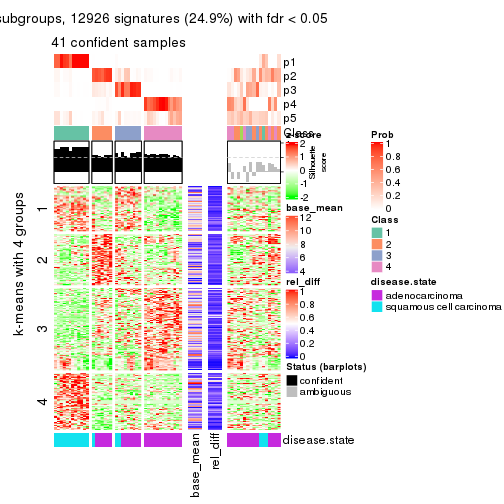 subgroups, 12926 signatures (24.9%) with fdr < 0.05
41 confident samples
p1
p2
p3
p4
p5
Class
z-score
2
1
0
-1
-2
Silhouette
score
Prob
1
0.8
0.6
0.4
0.2
0
base_mean
12
10
8
6
4
Class
1
2
3
4
rel_diff
1
0.8
0.6
0.4
0.2
0
disease.state
adenocarcinoma
squamous cell carcinoma
Status (barplots)
confident
ambiguous
k-means with 4 groups
1
2
3
4
disease.state
base_mean
rel_diff